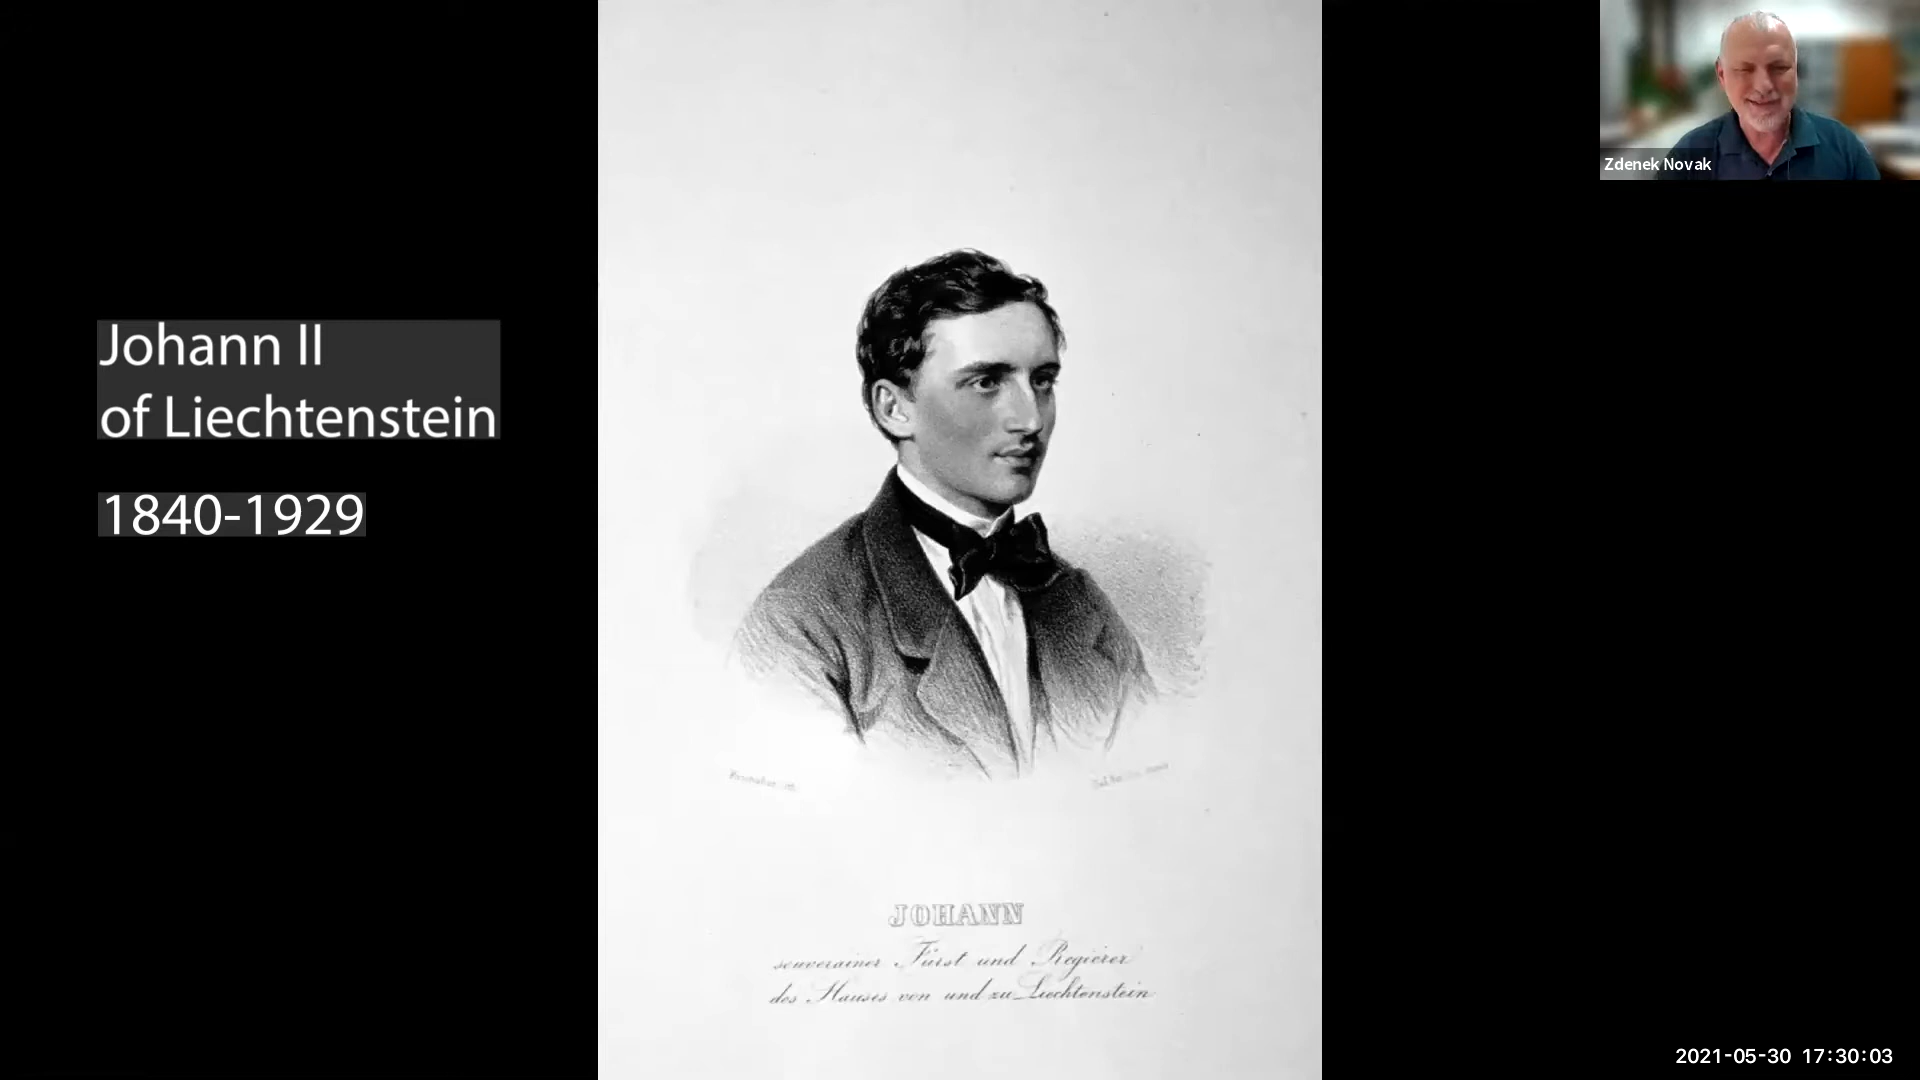 Johann II
of Liechtenstein
1840-1929
Zdenek Novak
JOHANN
souverainer Fürst und Regierer
des Hauses von und zu Liechtenstein
2021-05-30 17:30:03